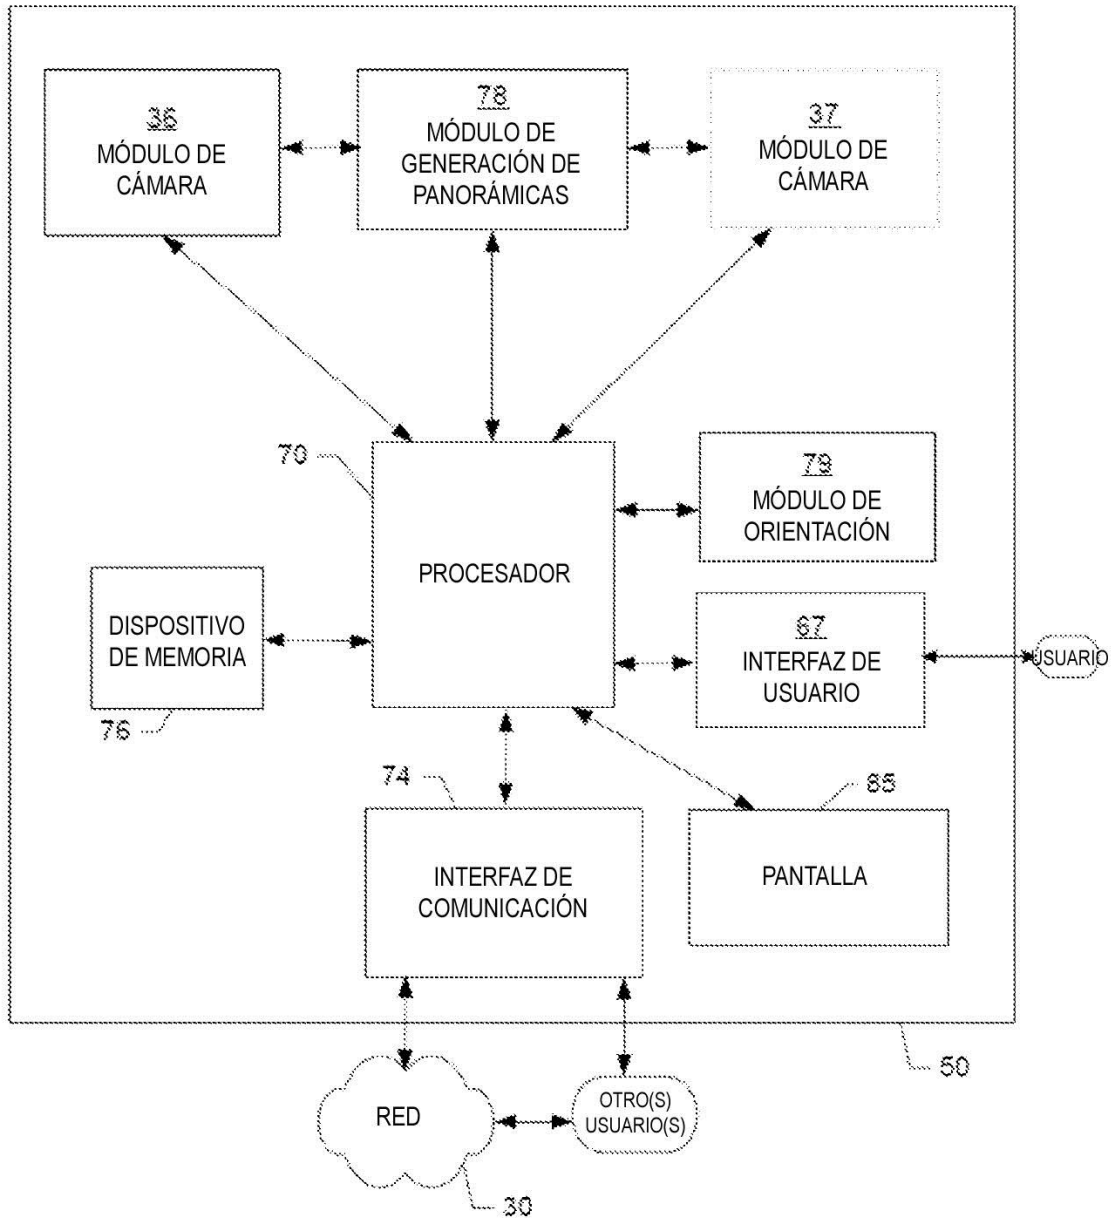 36
MÓDULO DE
CÁMARA
78
MÓDULO DE
GENERACIÓN DE
PANORÁMICAS
37
MÓDULO DE
CÁMARA
70
PROCESADOR
79
MÓDULO DE
ORIENTACIÓN
DISPOSITIVO
DE MEMORIA
76
67
INTERFAZ DE
USUARIO
USUARIO
74
INTERFAZ DE
COMUNICACIÓN
85
PANTALLA
50
RED
OTRO(S)
USUARIO(S)
30